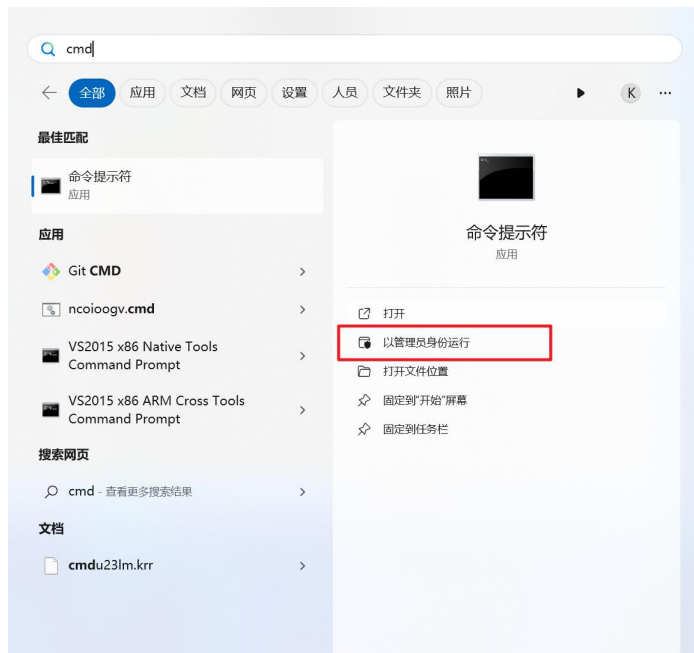 cmd
全部 应用 文档 网页 设置 人员 文件夹 照片 K ...
最佳匹配
命令提示符
应用
应用
Git CMD
ncoioogv.cmd
VS2015 x86 Native Tools
Command Prompt
VS2015 x86 ARM Cross Tools
Command Prompt
搜索网页
cmd - 查看更多搜索结果
文档
cmdu23lm.krr
命令提示符
应用
打开
以管理员身份运行
打开文件位置
固定到"开始"屏幕
固定到任务栏